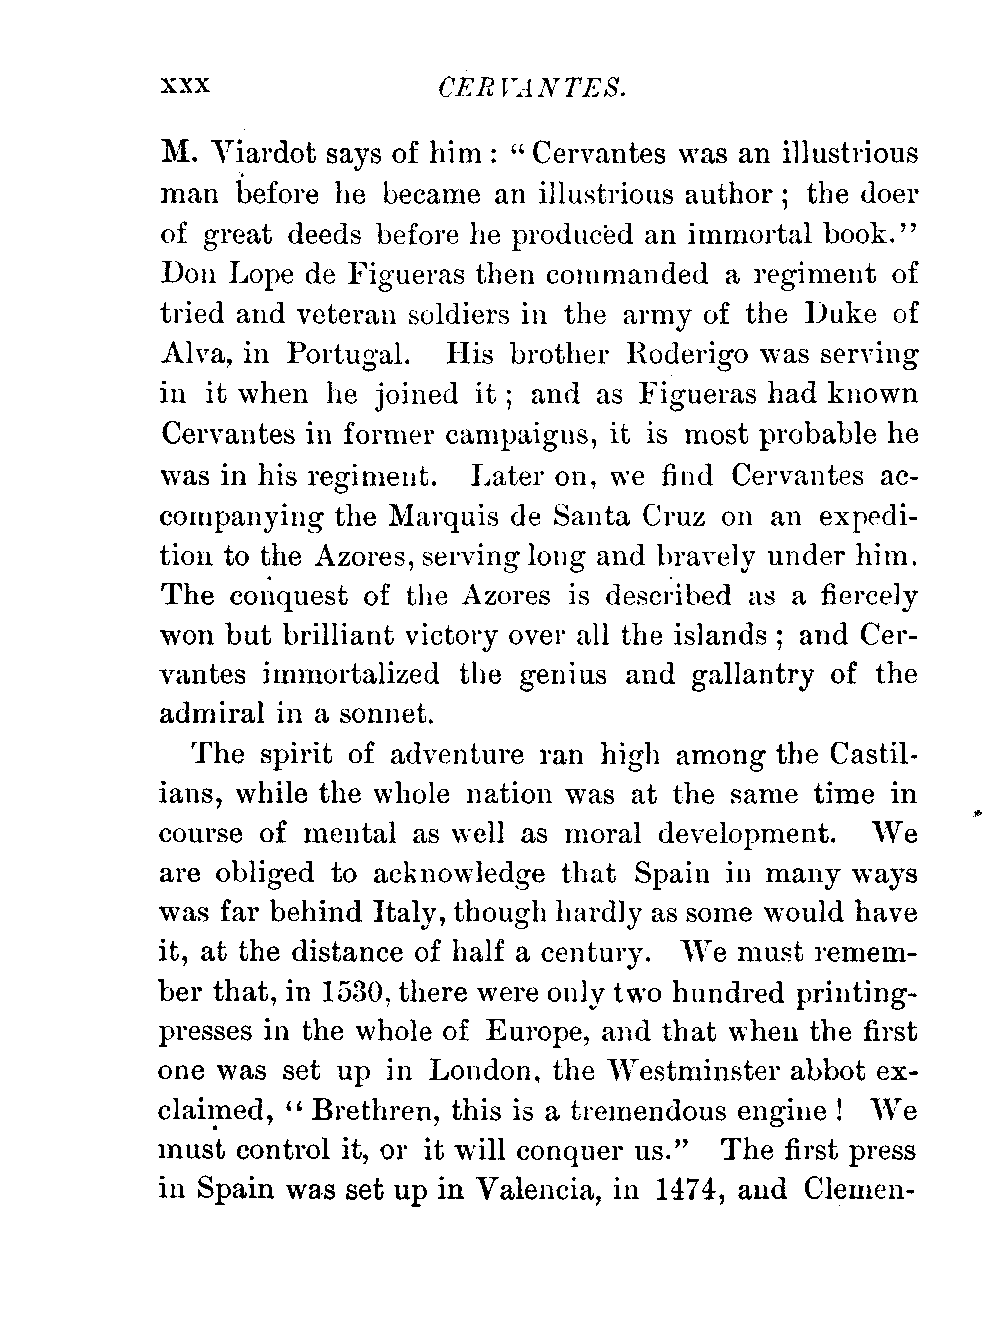 xxx CERVANTES.
M. Viardot says of him : “ Cervantes was an illustrious
man before he became an illustrious author ; the doer
of great deeds before he produced an immortal book.”
Don Lope de Figueras then commanded a regiment of
tried and veteran soldiers in the army of the Duke of
Alva, in Portugal. His brother Roderigo was serving
in it when he joined it ; and as Figueras had known
Cervantes in former campaigns, it is most probable he
was in his regiment. Later on, we find Cervantes ac-
companying the Marquis de Santa Cruz on an expedi-
tion to the Azores, serving long and bravely under him.
The conquest of the Azores is described as a fiercely
won but brilliant victory over all the islands ; and Cer-
vantes immortalized the genius and gallantry of the
admiral in a sonnet.
The spirit of adventure ran high among the Castil-
ians, while the whole nation was at the same time in
course of mental as well as moral development. We
are obliged to acknowledge that Spain in many ways
was far behind Italy, though hardly as some would have
it, at the distance of half a century. We must remem-
ber that, in 1530, there were only two hundred printing-
presses in the whole of Europe, and that when the first
one was set up in London, the Westminster abbot ex-
claimed, “ Brethren, this is a tremendous engine ! We
must control it, or it will conquer us.” The first press
in Spain was set up in Valencia, in 1474, and Clemen-